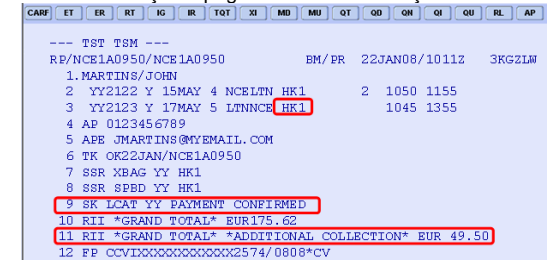 CARF ET ER RT IG IR TQT XI MD MU QT QD QN QI QU RL AP
--- TST TSM ---
RP/NCE1A0950/NCE1A0950 BM/PR 22JAN08/1011Z 3KGZLW
1.MARTINS/JOHN
2 YY2122 Y 15MAY 4 NCELTN HK1 2 1050 1155
3 YY2123 Y 17MAY 5 LTNNCE HK1 1045 1355
4 AP 0123456789
5 APE JMARTINS@MYEMAIL.COM
6 TK OK22JAN/NCE1A0950
7 SSR XBAG YY HK1
8 SSR SPBD YY HK1
9 SK LCAT YY PAYMENT CONFIRMED
10 RII *GRAND TOTAL* EUR175.62
11 RII *GRAND TOTAL* *ADDITIONAL COLLECTION* EUR 49.50
12 FP CCVIXXXXXXXXXXXX2574/0808*CV